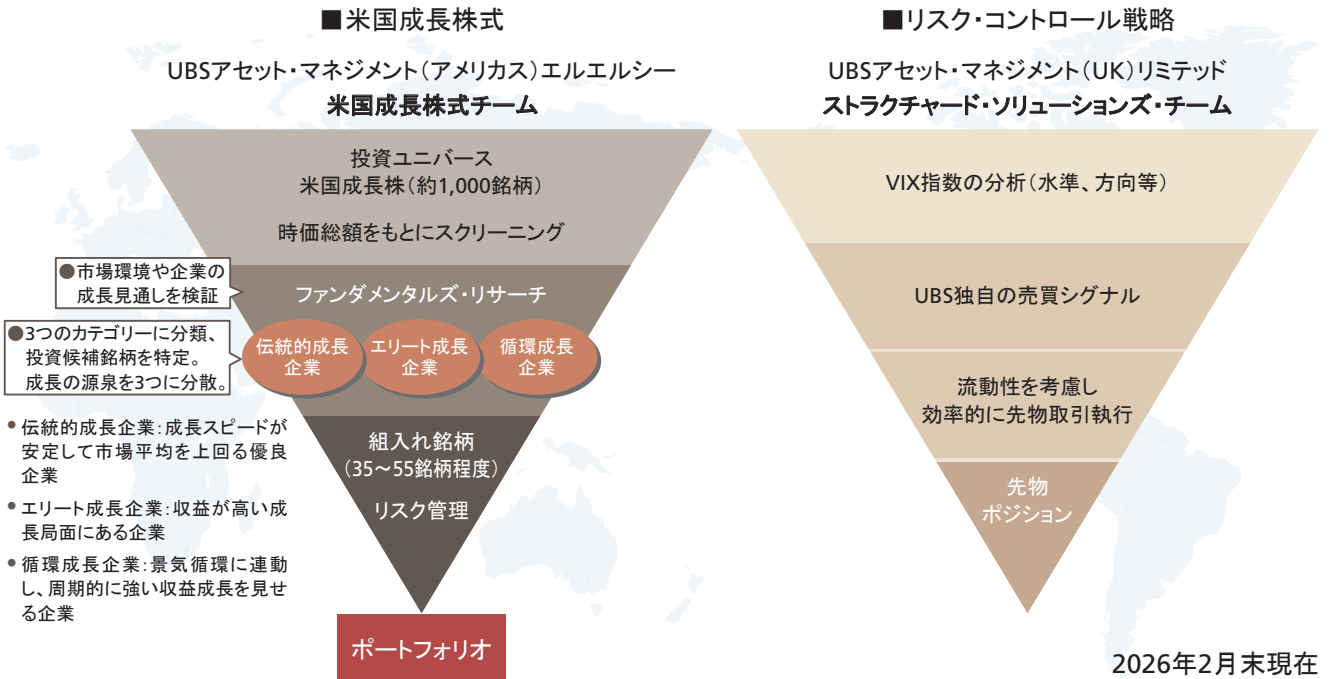 ■米国成長株式
UBSアセット・マネジメント(アメリカス)エルエルシー
米国成長株式チーム
投資ユニバース
米国成長株(約1,000銘柄)
時価総額をもとにスクリーニング
●市場環境や企業の
成長見通しを検証
ファンダメンタルズ・リサーチ
●3つのカテゴリーに分類、
投資候補銘柄を特定。
成長の源泉を3つに分散。
伝統的成長
企業
エリート成長
企業
循環成長
企業
•伝統的成長企業:成長スピードが
安定して市場平均を上回る優良
企業
•エリート成長企業:収益が高い成
長局面にある企業
•循環成長企業:景気循環に連動
し、周期的に強い収益成長を見せ
る企業
組入れ銘柄
(35~55銘柄程度)
リスク管理
ポートフォリオ
■リスク・コントロール戦略
UBSアセット・マネジメント(UK)リミテッド
ストラクチャード・ソリューションズ・チーム
VIX指数の分析(水準、方向等)
UBS独自の売買シグナル
流動性を考慮し
効率的に先物取引執行
先物
ポジション
2026年2月末現在